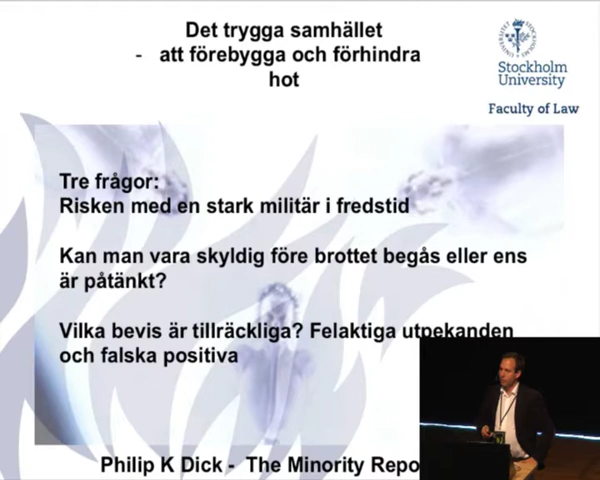 Det trygga samhället
- att förebygga och förhindra
hot
Stockholm
University
Faculty of Law
Tre frågor:
Risken med en stark militär i fredstid
Kan man vara skyldig före brottet begås eller ens
är påtänkt?
Vilka bevis är tillräckliga? Felaktiga utpekanden
och falska positiva
Philip K Dick - The Minority Repo